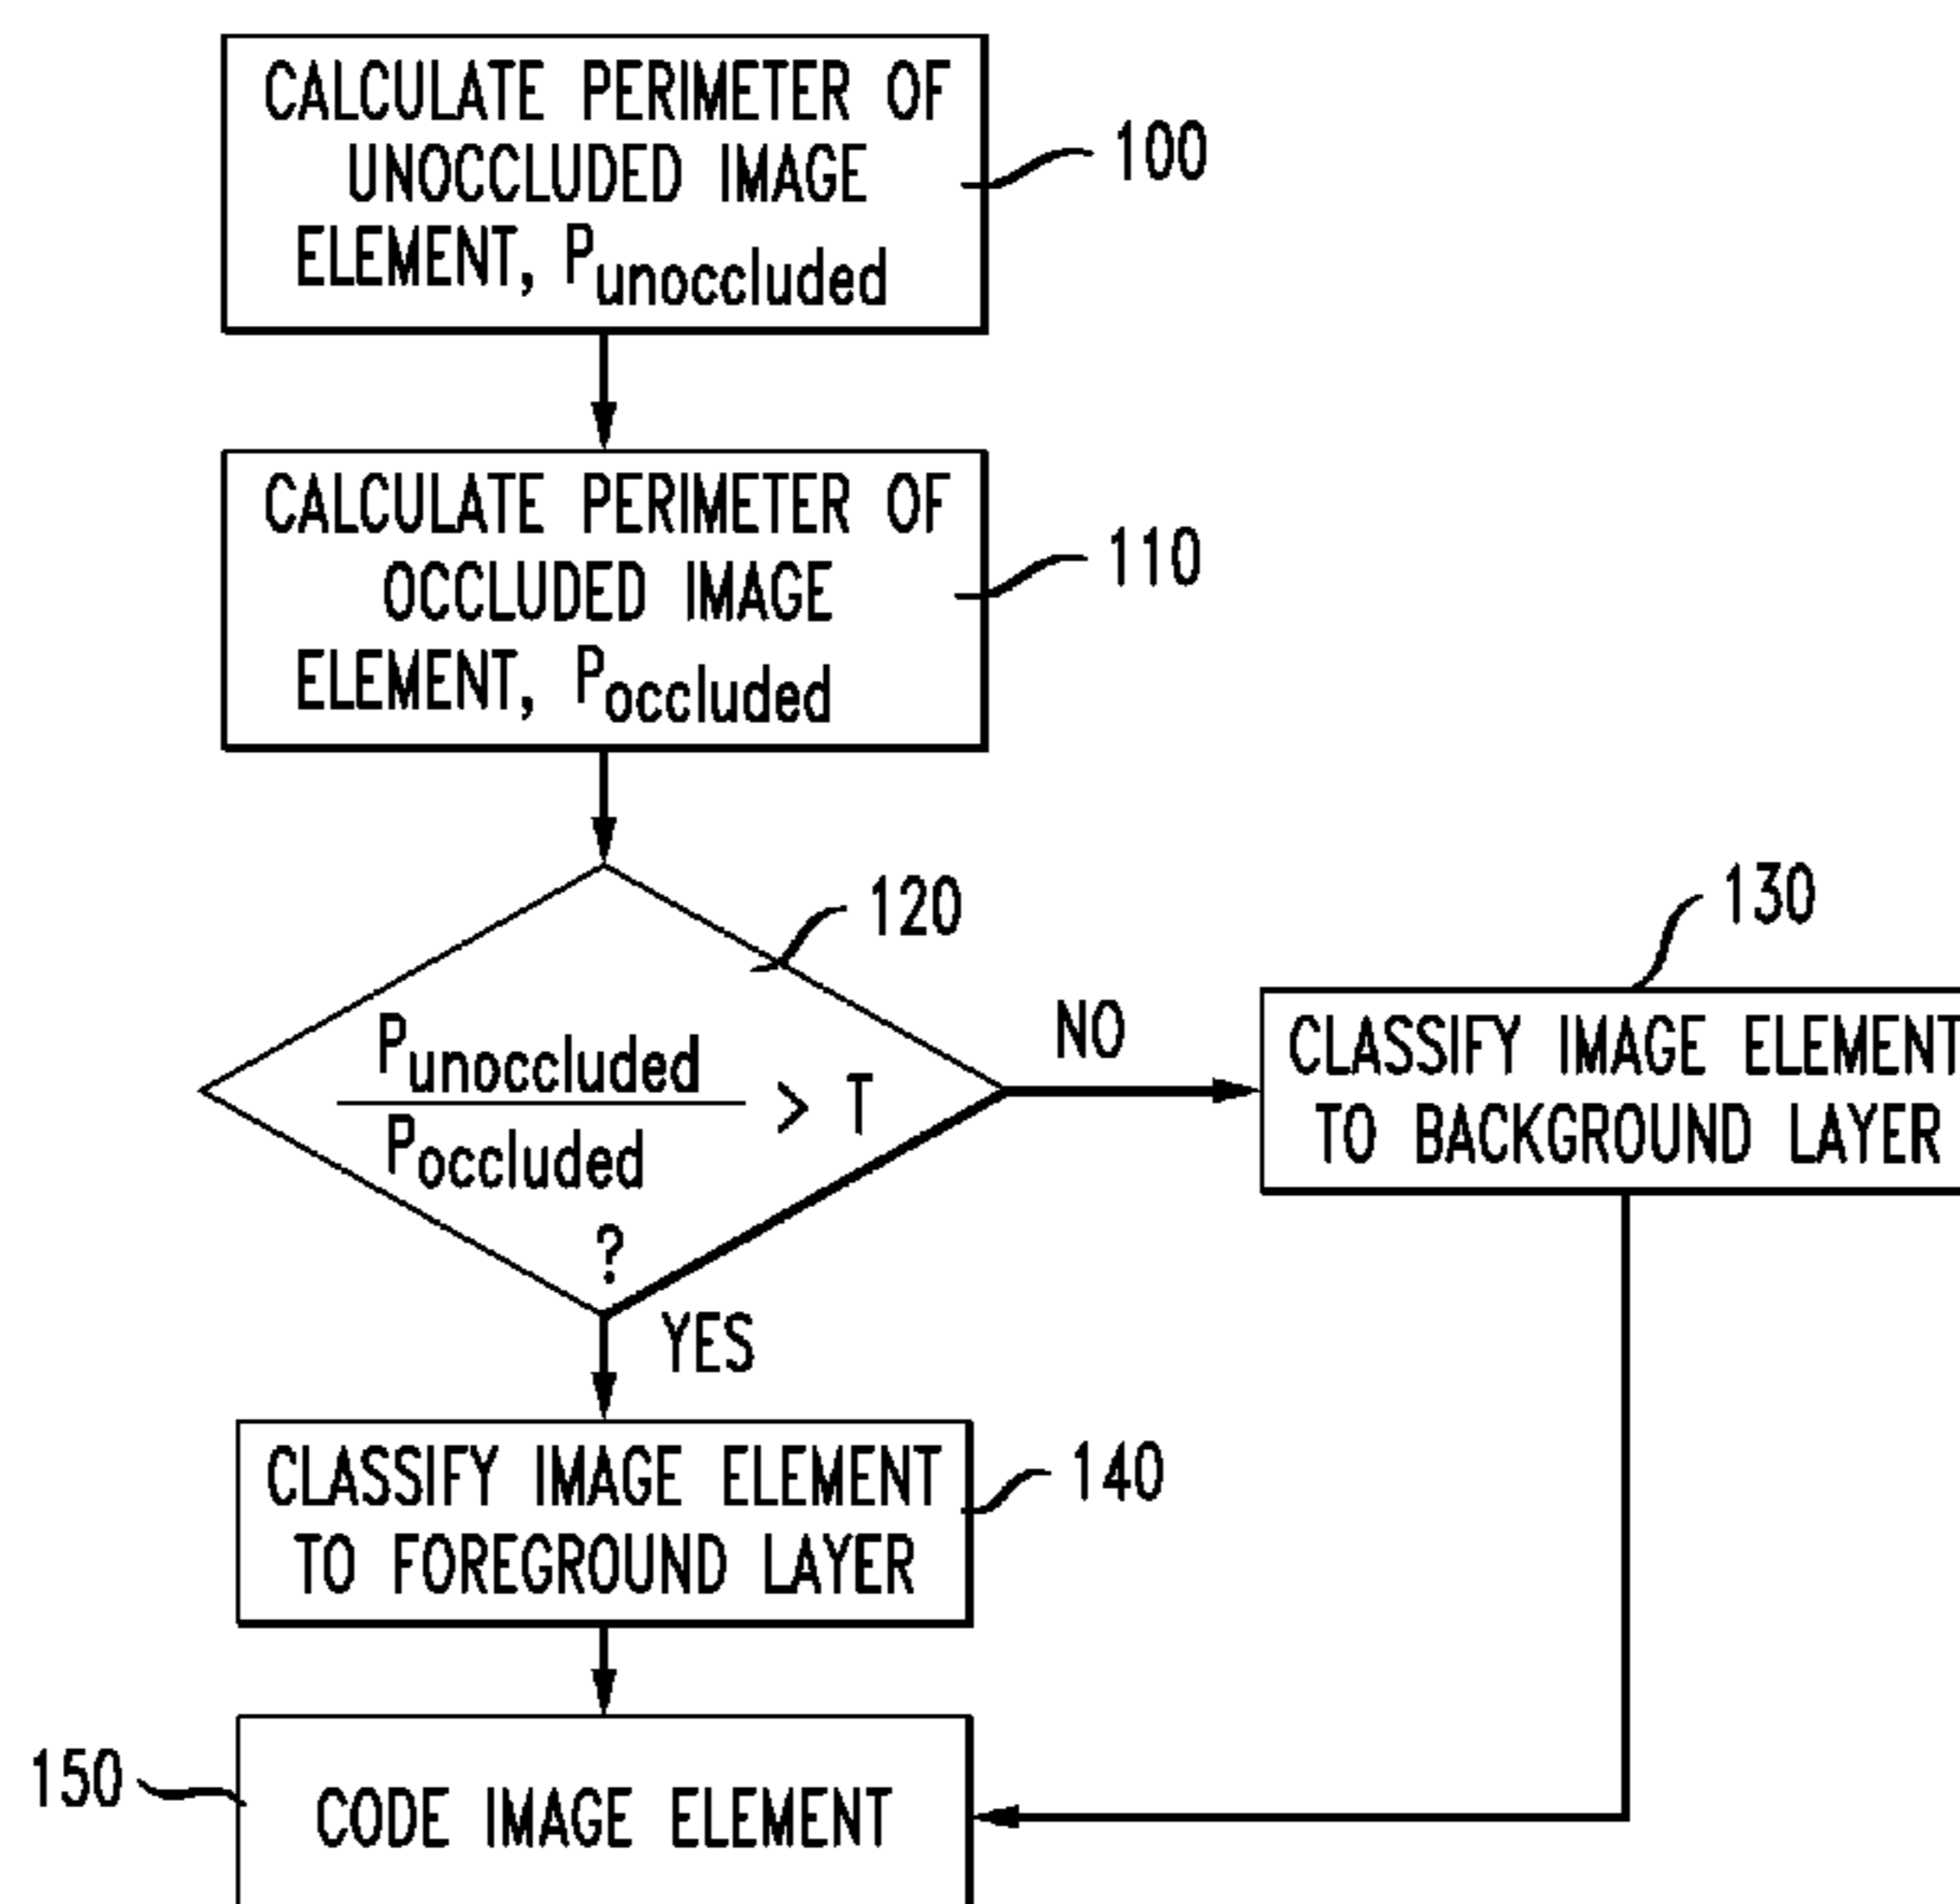 CALCULATE PERIMETER OF
UNOCCLUDED IMAGE
ELEMENT, Punoccluded
100
CALCULATE PERIMETER OF
OCCLUDED IMAGE
ELEMENT, Poccluded
110
120
Punoccluded
Poccluded
> T
?
NO
YES
130
CLASSIFY IMAGE ELEMENT
TO BACKGROUND LAYER
CLASSIFY IMAGE ELEMENT
TO FOREGROUND LAYER
140
150
CODE IMAGE ELEMENT